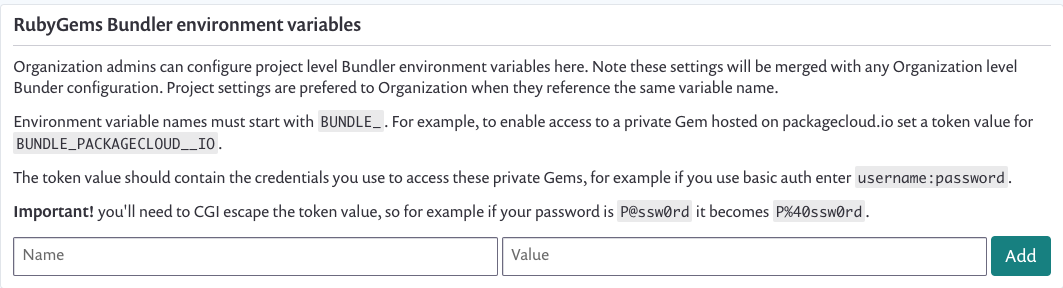 RubyGems Bundler environment variables
Organization admins can configure project level Bundler environment variables here. Note these settings will be merged with any Organization level
Bunder configuration. Project settings are prefered to Organization when they reference the same variable name.
Environment variable names must start with BUNDLE_. For example, to enable access to a private Gem hosted on packagecloud.io set a token value for
BUNDLE_PACKAGECLOUD__IO.
The token value should contain the credentials you use to access these private Gems, for example if you use basic auth enter username:password.
Important! you'll need to CGI escape the token value, so for example if your password is P@ssw0rd it becomes P%40ssw0rd.
Name Value Add